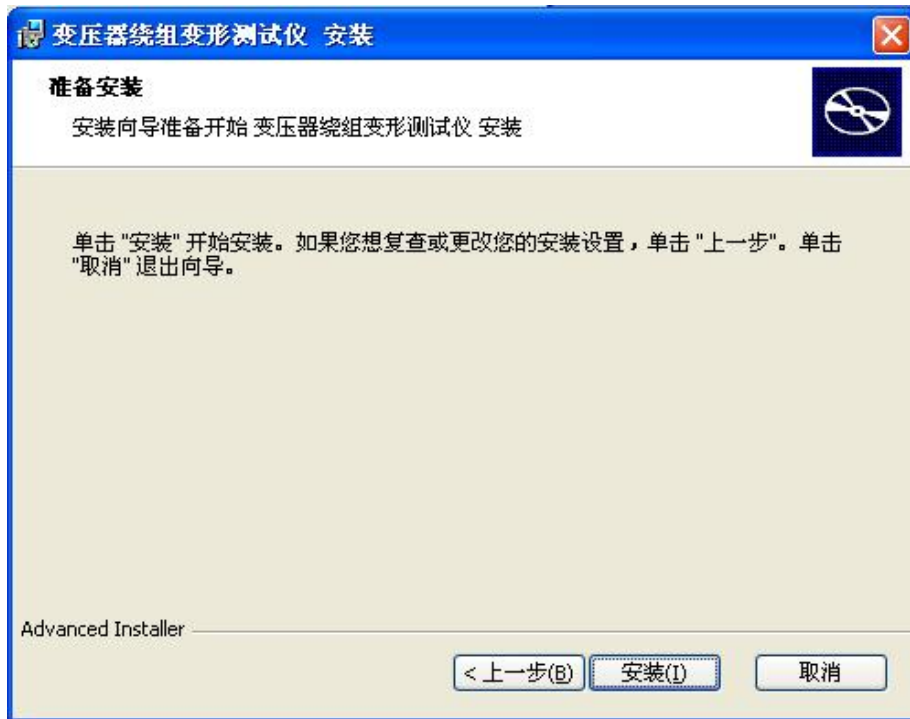 变压器绕组变形测试仪 安装
准备安装
安装向导准备开始 变压器绕组变形测试仪 安装
单击 "安装" 开始安装。如果您想复查或更改您的安装设置，单击 "上一步"。单击
"取消" 退出向导。
Advanced Installer
< 上一步(B) 安装(I) 取消